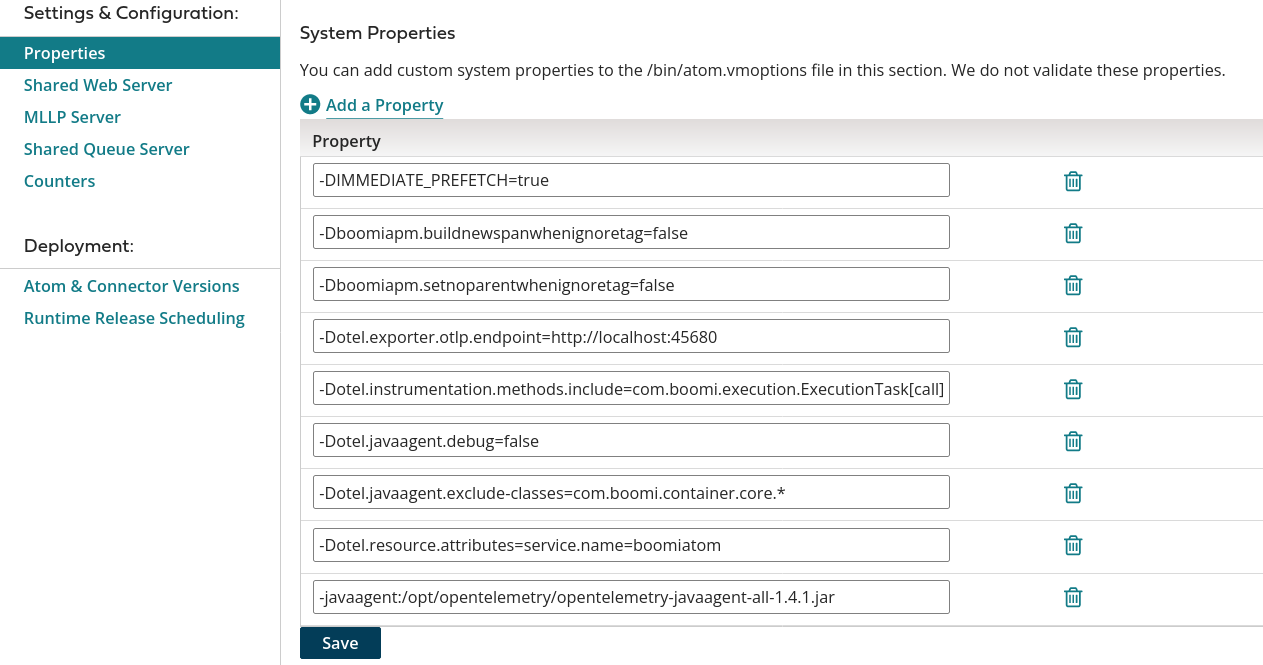 Settings & Configuration:
Properties
Shared Web Server
MLLP Server
Shared Queue Server
Counters
Deployment:
Atom & Connector Versions
Runtime Release Scheduling
System Properties
You can add custom system properties to the /bin/atom.vmoptions file in this section. We do not validate these properties.
Add a Property
Property
-DIMMEDIATE_PREFETCH=true
-Dboomiapm.buildnewspanwhenignoretag=false
-Dboomiapm.setnoparentwhenignoretag=false
-Dotel.exporter.otlp.endpoint=http://localhost:45680
-Dotel.instrumentation.methods.include=com.boomi.execution.ExecutionTask[call]
-Dotel.javaagent.debug=false
-Dotel.javaagent.exclude-classes=com.boomi.container.core.*
-Dotel.resource.attributes=service.name=boomiatom
-javaagent:/opt/opentelemetry/opentelemetry-javaagent-all-1.4.1.jar
Save